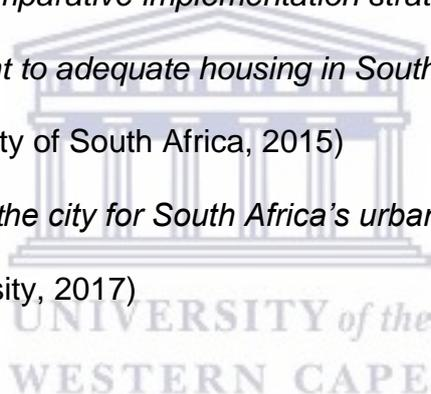 mparative implementation strat
t to adequate housing in South
ty of South Africa, 2015)
the city for South Africa's urban
sity, 2017)
UNIVERSITY of the
WESTERN CAPE